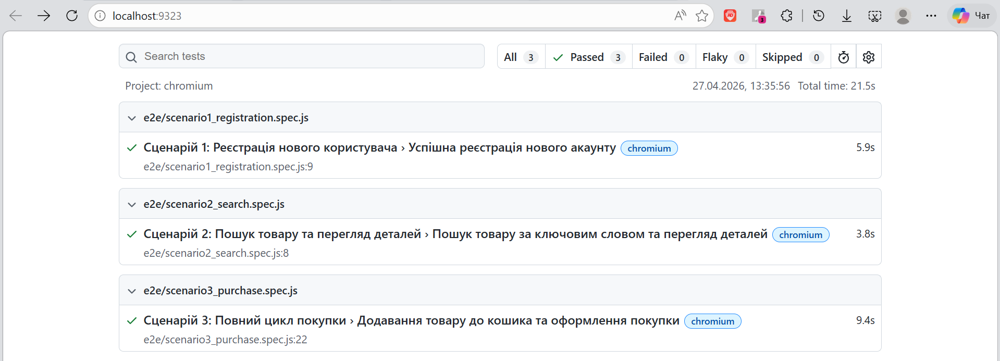 localhost:9323
3
Чат
Search tests
All 3
Passed 3
Failed 0
Flaky 0
Skipped 0
Project: chromium
27.04.2026, 13:35:56 Total time: 21.5s
e2e/scenario1_registration.spec.js
Сценарій 1: Реєстрація нового користувача › Успішна реєстрація нового акаунту chromium 5.9s
e2e/scenario1_registration.spec.js:9
e2e/scenario2_search.spec.js
Сценарій 2: Пошук товару та перегляд деталей › Пошук товару за ключовим словом та перегляд деталей chromium 3.8s
e2e/scenario2_search.spec.js:8
e2e/scenario3_purchase.spec.js
Сценарій 3: Повний цикл покупки › Додавання товару до кошика та оформлення покупки chromium 9.4s
e2e/scenario3_purchase.spec.js:22